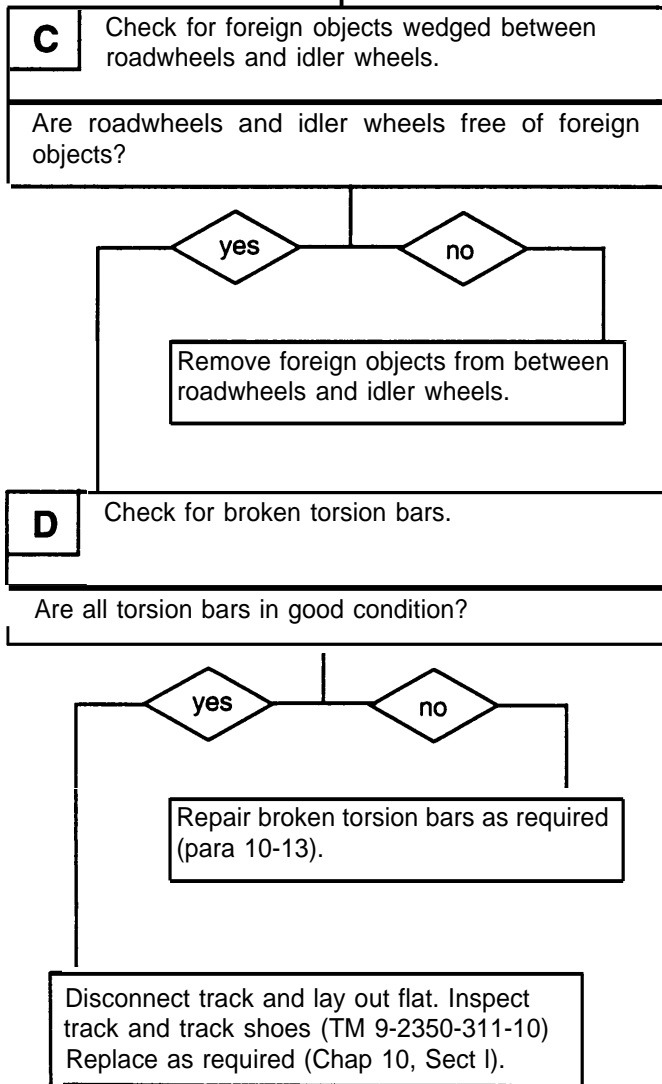 C
Check for foreign objects wedged between
roadwheels and idler wheels.
Are roadwheels and idler wheels free of foreign
objects?
yes
no
Remove foreign objects from between
roadwheels and idler wheels.
D
Check for broken torsion bars.
Are all torsion bars in good condition?
yes
no
Repair broken torsion bars as required
(para 10-13).
Disconnect track and lay out flat. Inspect
track and track shoes (TM 9-2350-311-10)
Replace as required (Chap 10, Sect I).